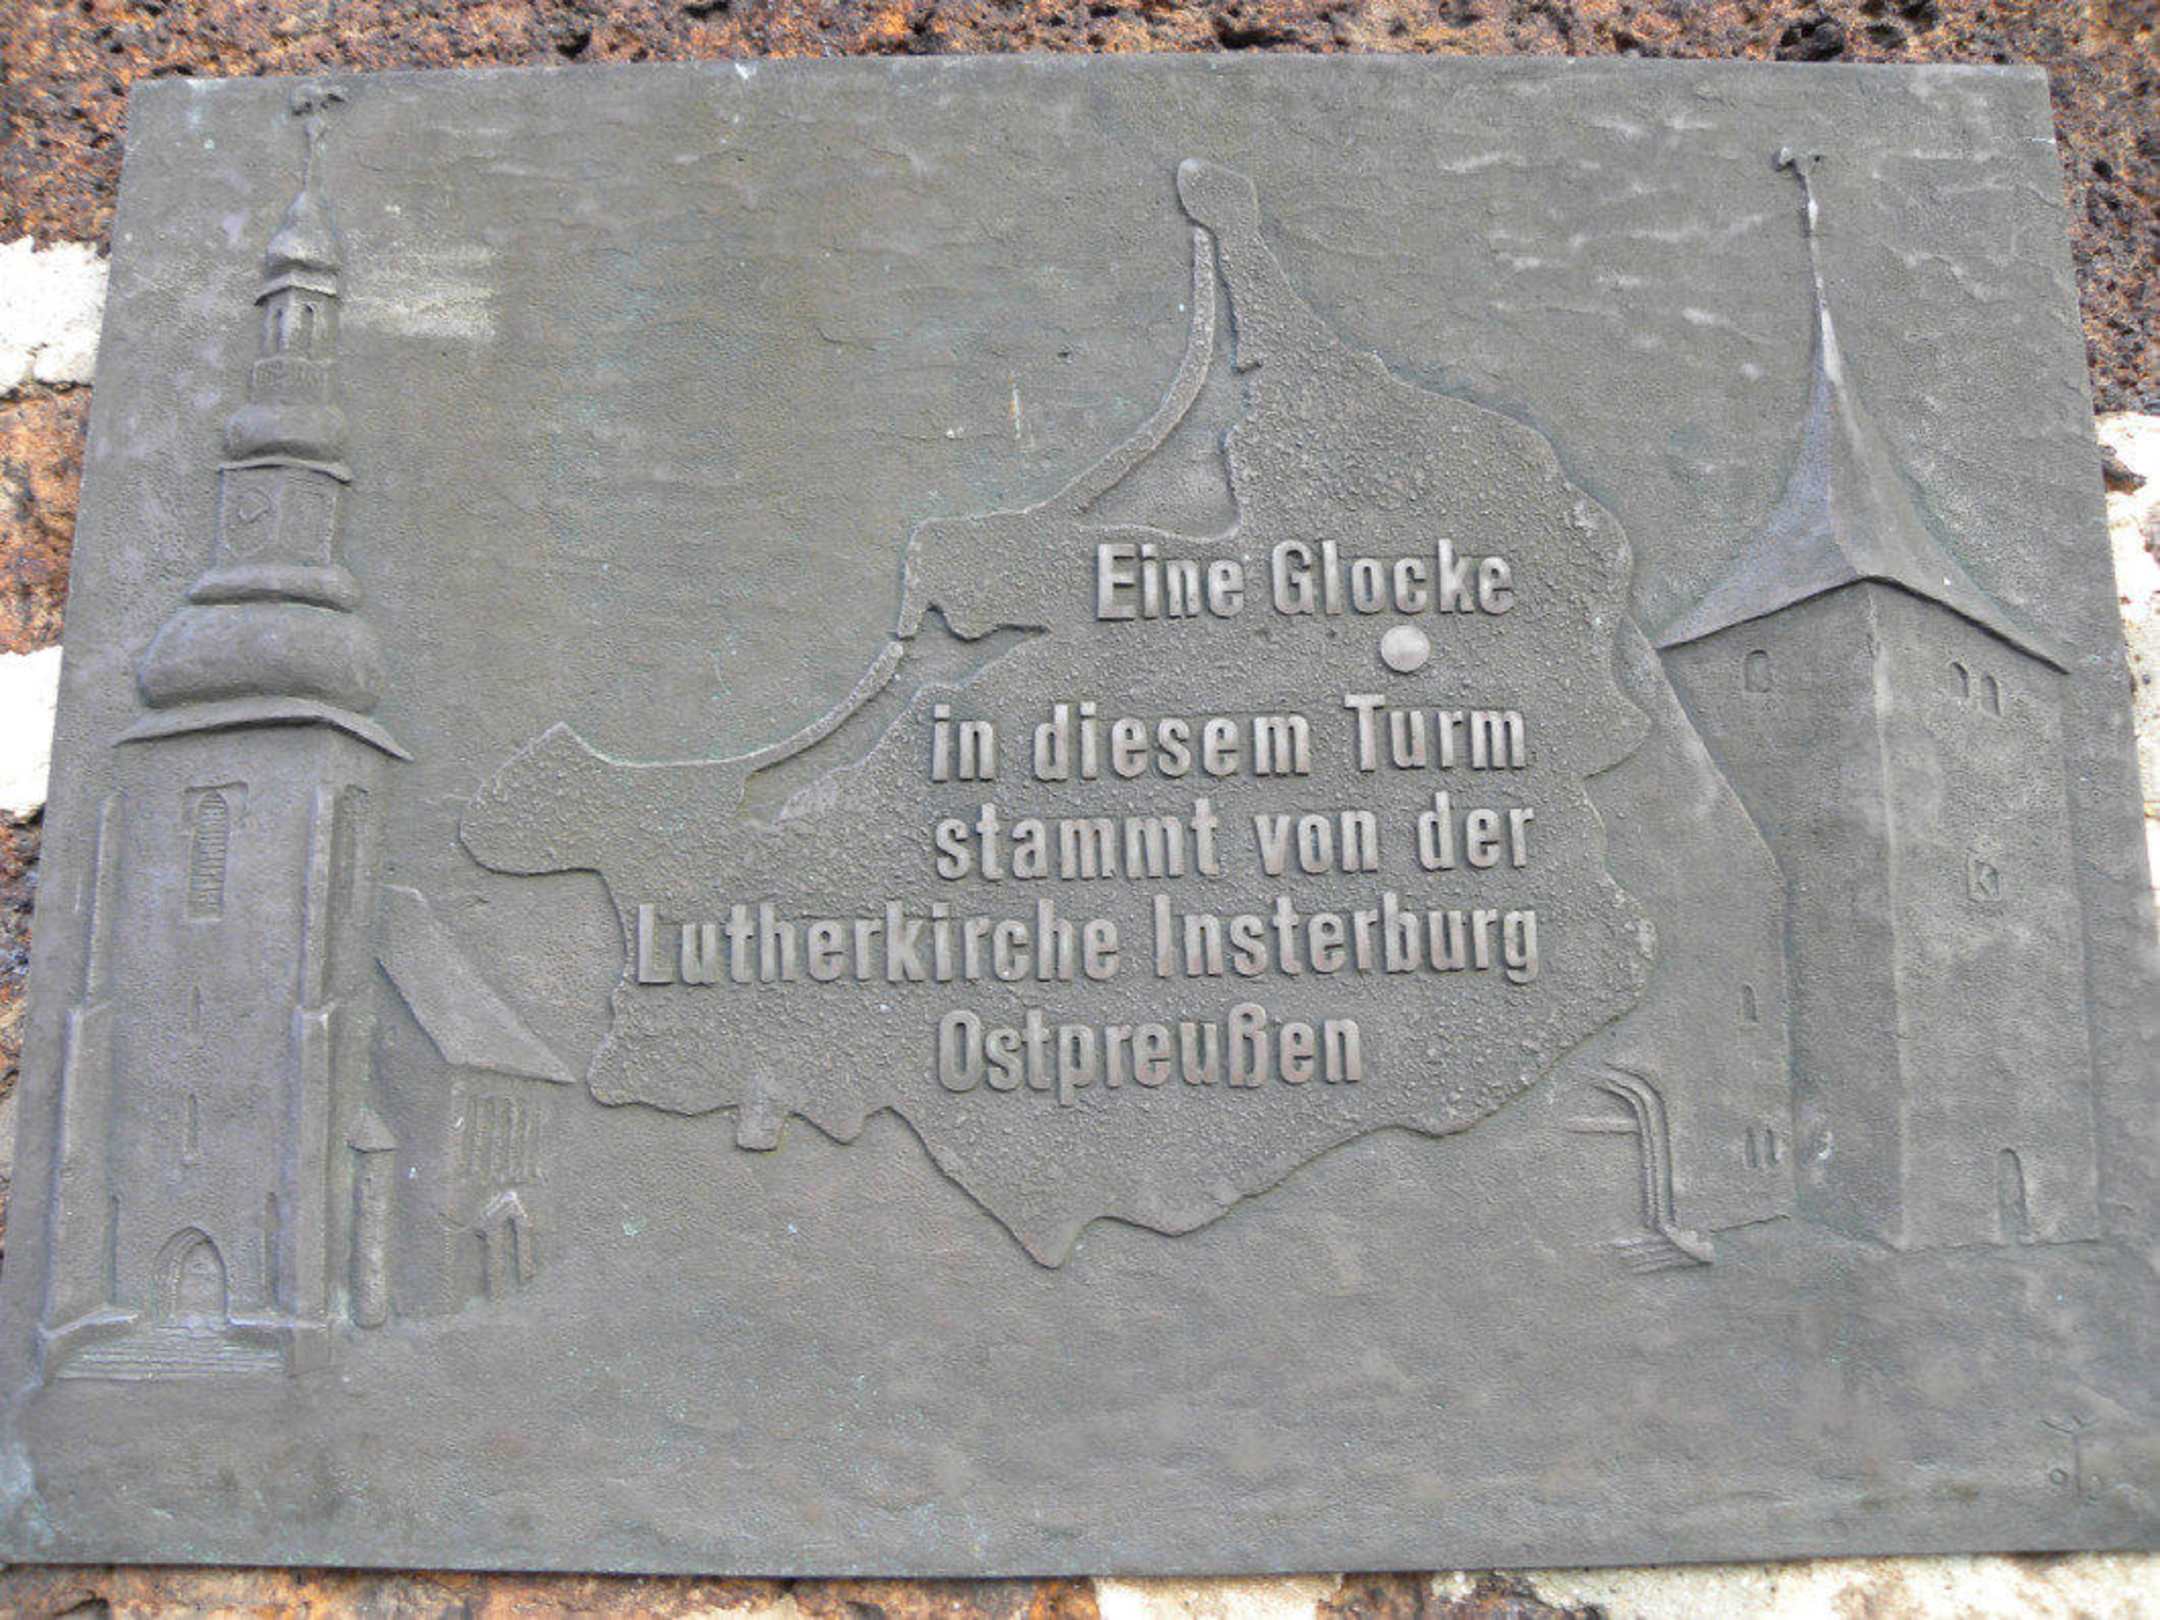 Eine Glocke
in diesem Turm
stammt von der
Lutherkirche Insterburg
Ostpreußen